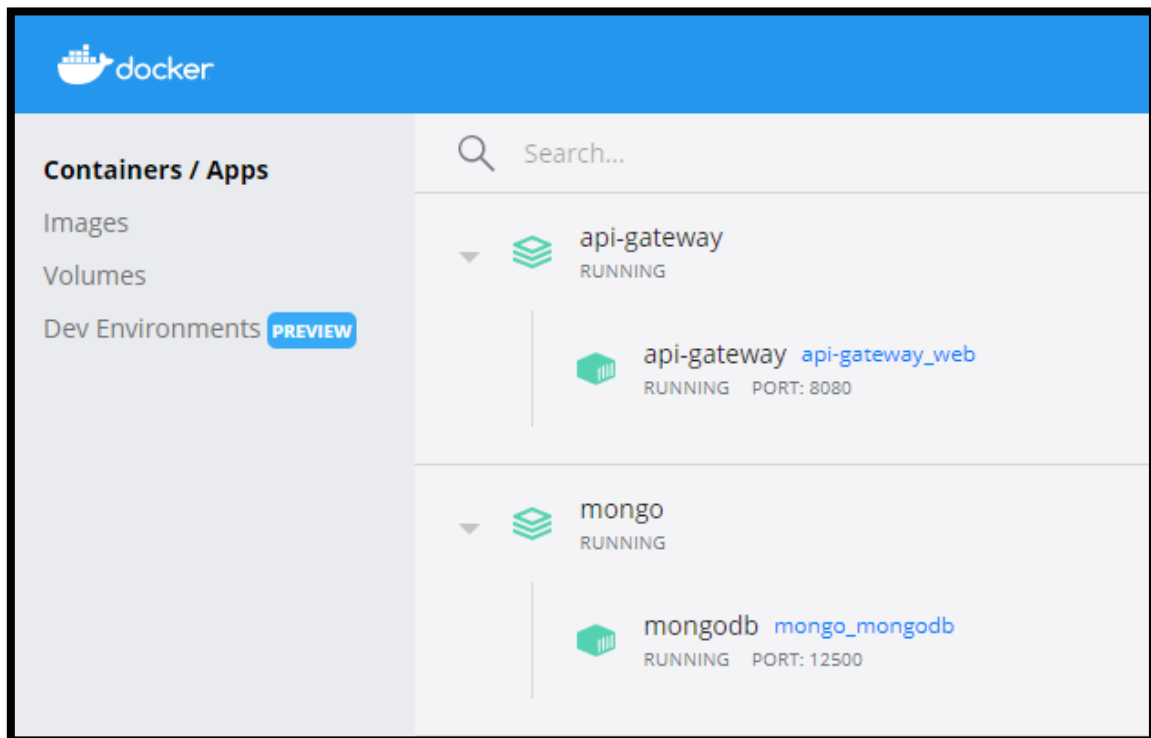 docker
Containers / Apps
Images
Volumes
Dev Environments PREVIEW
Search...
api-gateway
RUNNING
api-gateway api-gateway_web
RUNNING PORT: 8080
mongo
RUNNING
mongodb mongo_mongodb
RUNNING PORT: 12500